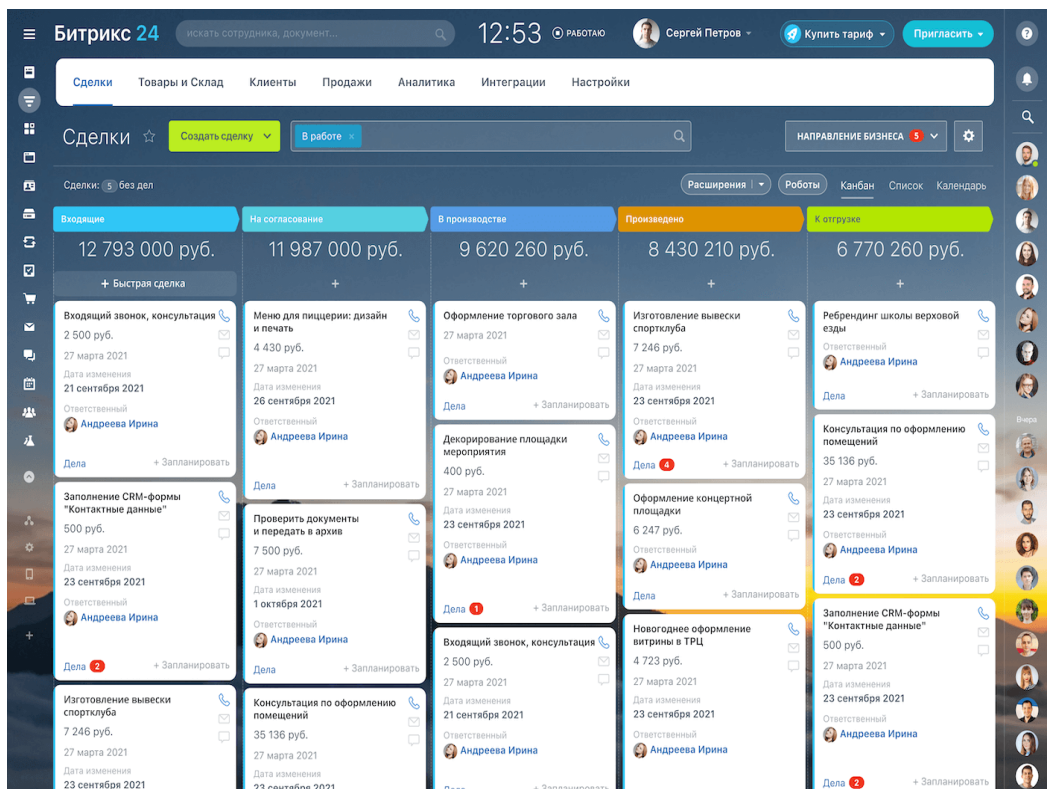 Битрикс 24
искать сотрудника, документ...
12:53
РАБОТАЮ
Сергей Петров
Купить тариф
Пригласить
Сделки
Товары и Склад
Клиенты
Продажи
Аналитика
Интеграции
Настройки
Сделки
Создать сделку
В работе ×
НАПРАВЛЕНИЕ БИЗНЕСА 5
Сделки: 5 без дел
Расширения
Роботы
Канбан
Список
Календарь
Входящие
12 793 000 руб.
+ Быстрая сделка
Входящий звонок, консультация
2 500 руб.
27 марта 2021
Дата изменения
21 сентября 2021
Ответственный
Андреева Ирина
Дела
+ Запланировать
Заполнение CRM-формы
"Контактные данные"
500 руб.
27 марта 2021
Дата изменения
23 сентября 2021
Ответственный
Андреева Ирина
Дела 2
+ Запланировать
Изготовление вывески
спортклуба
7 246 руб.
27 марта 2021
Дата изменения
23 сентября 2021
На согласование
11 987 000 руб.
+
Меню для пиццерии: дизайн
и печать
4 430 руб.
27 марта 2021
Дата изменения
26 сентября 2021
Ответственный
Андреева Ирина
Дела
+ Запланировать
Проверить документы
и передать в архив
7 500 руб.
27 марта 2021
Дата изменения
1 октября 2021
Ответственный
Андреева Ирина
Дела
+ Запланировать
Консультация по оформлению
помещений
35 136 руб.
27 марта 2021
Дата изменения
23 сентября 2021
В производстве
9 620 260 руб.
+
Оформление торгового зала
27 марта 2021
Ответственный
Андреева Ирина
Дела
+ Запланировать
Декорирование площадки
мероприятия
400 руб.
27 марта 2021
Дата изменения
23 сентября 2021
Ответственный
Андреева Ирина
Дела 1
+ Запланировать
Входящий звонок, консультация
2 500 руб.
27 марта 2021
Дата изменения
21 сентября 2021
Ответственный
Андреева Ирина
Дела
+ Запланировать
Произведено
8 430 210 руб.
+
Изготовление вывески
спортклуба
7 246 руб.
27 марта 2021
Дата изменения
23 сентября 2021
Ответственный
Андреева Ирина
Дела 4
+ Запланировать
Оформление концертной
площадки
6 247 руб.
Ответственный
Андреева Ирина
Дела
+ Запланировать
Новогоднее оформление
витрины в ТРЦ
4 723 руб.
27 марта 2021
Дата изменения
23 сентября 2021
Ответственный
Андреева Ирина
К отгрузке
6 770 260 руб.
+
Ребрендинг школы верховой
езды
Ответственный
Андреева Ирина
Дела
+ Запланировать
Консультация по оформлению
помещений
35 136 руб.
27 марта 2021
Дата изменения
23 сентября 2021
Ответственный
Андреева Ирина
Дела 2
+ Запланировать
Заполнение CRM-формы
"Контактные данные"
500 руб.
27 марта 2021
Дата изменения
23 сентября 2021
Ответственный
Андреева Ирина
Дела 2
+ Запланировать
Вчера